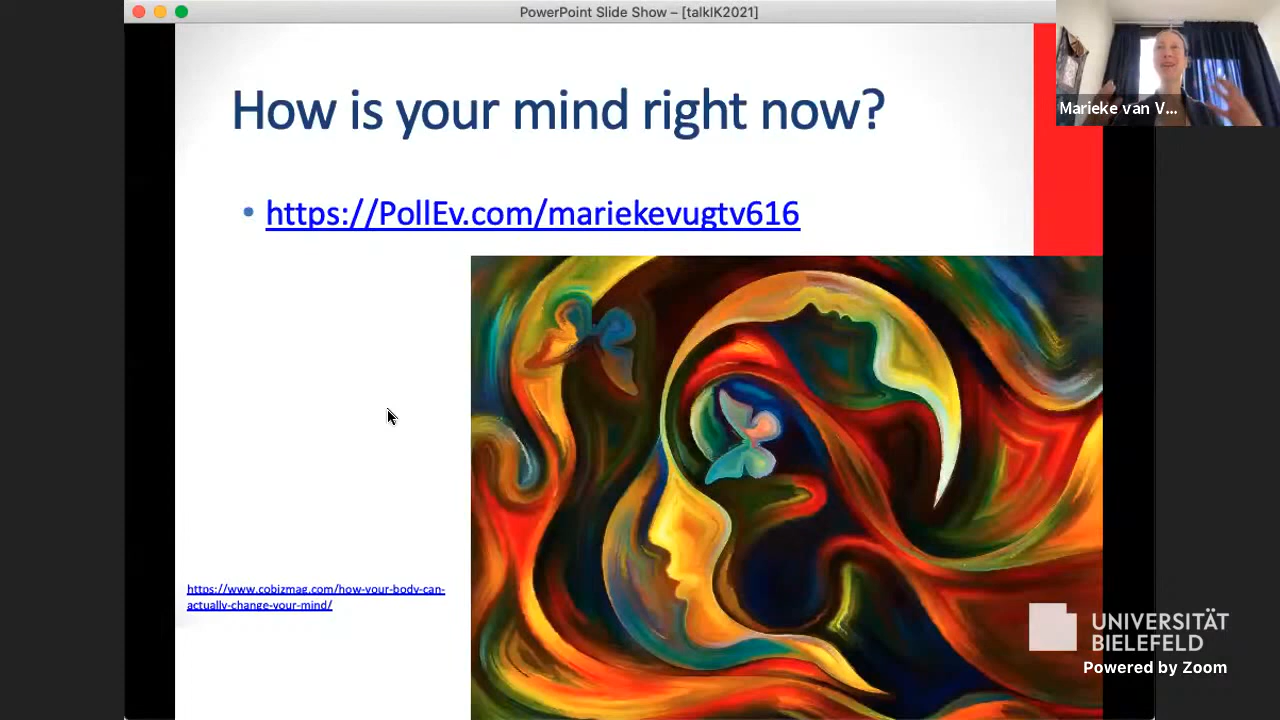 PowerPoint Slide Show – [talkIK2021]
How is your mind right now?
• https://PollEv.com/mariekevugtv616
Marieke van V...
https://www.cobizmag.com/how-your-body-can-
actually-change-your-mind/
UNIVERSITÄT
BIELEFELD
Powered by Zoom